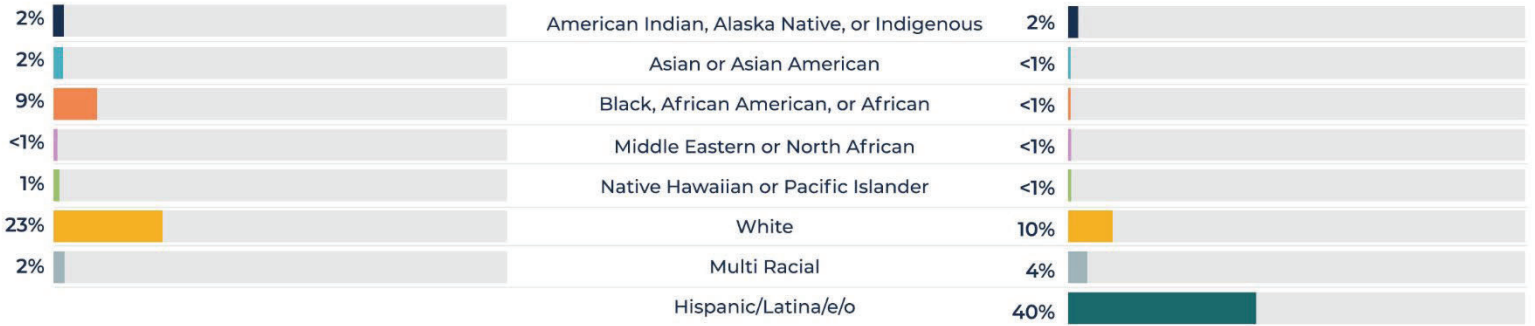 2% American Indian, Alaska Native, or Indigenous 2%
2% Asian or Asian American <1%
9% Black, African American, or African <1%
<1% Middle Eastern or North African <1%
1% Native Hawaiian or Pacific Islander <1%
23% White 10%
2% Multi Racial 4%
Hispanic/Latina/e/o 40%